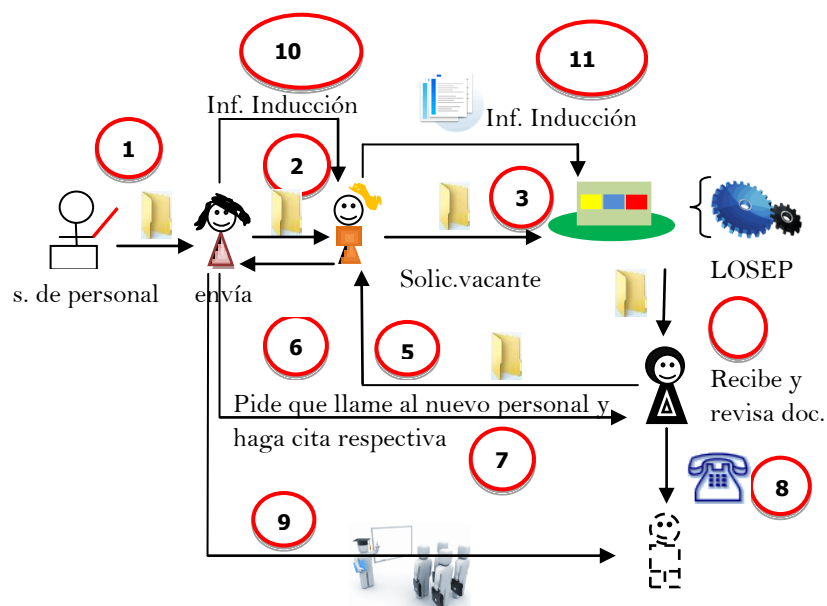 10
11
Inf. Inducción
Inf. Inducción
1
2
3
LOSEP
s. de personal
envía
Solic.vacante
6
5
Recibe y
revisa doc.
Pide que llame al nuevo personal y
haga cita respectiva
7
8
9